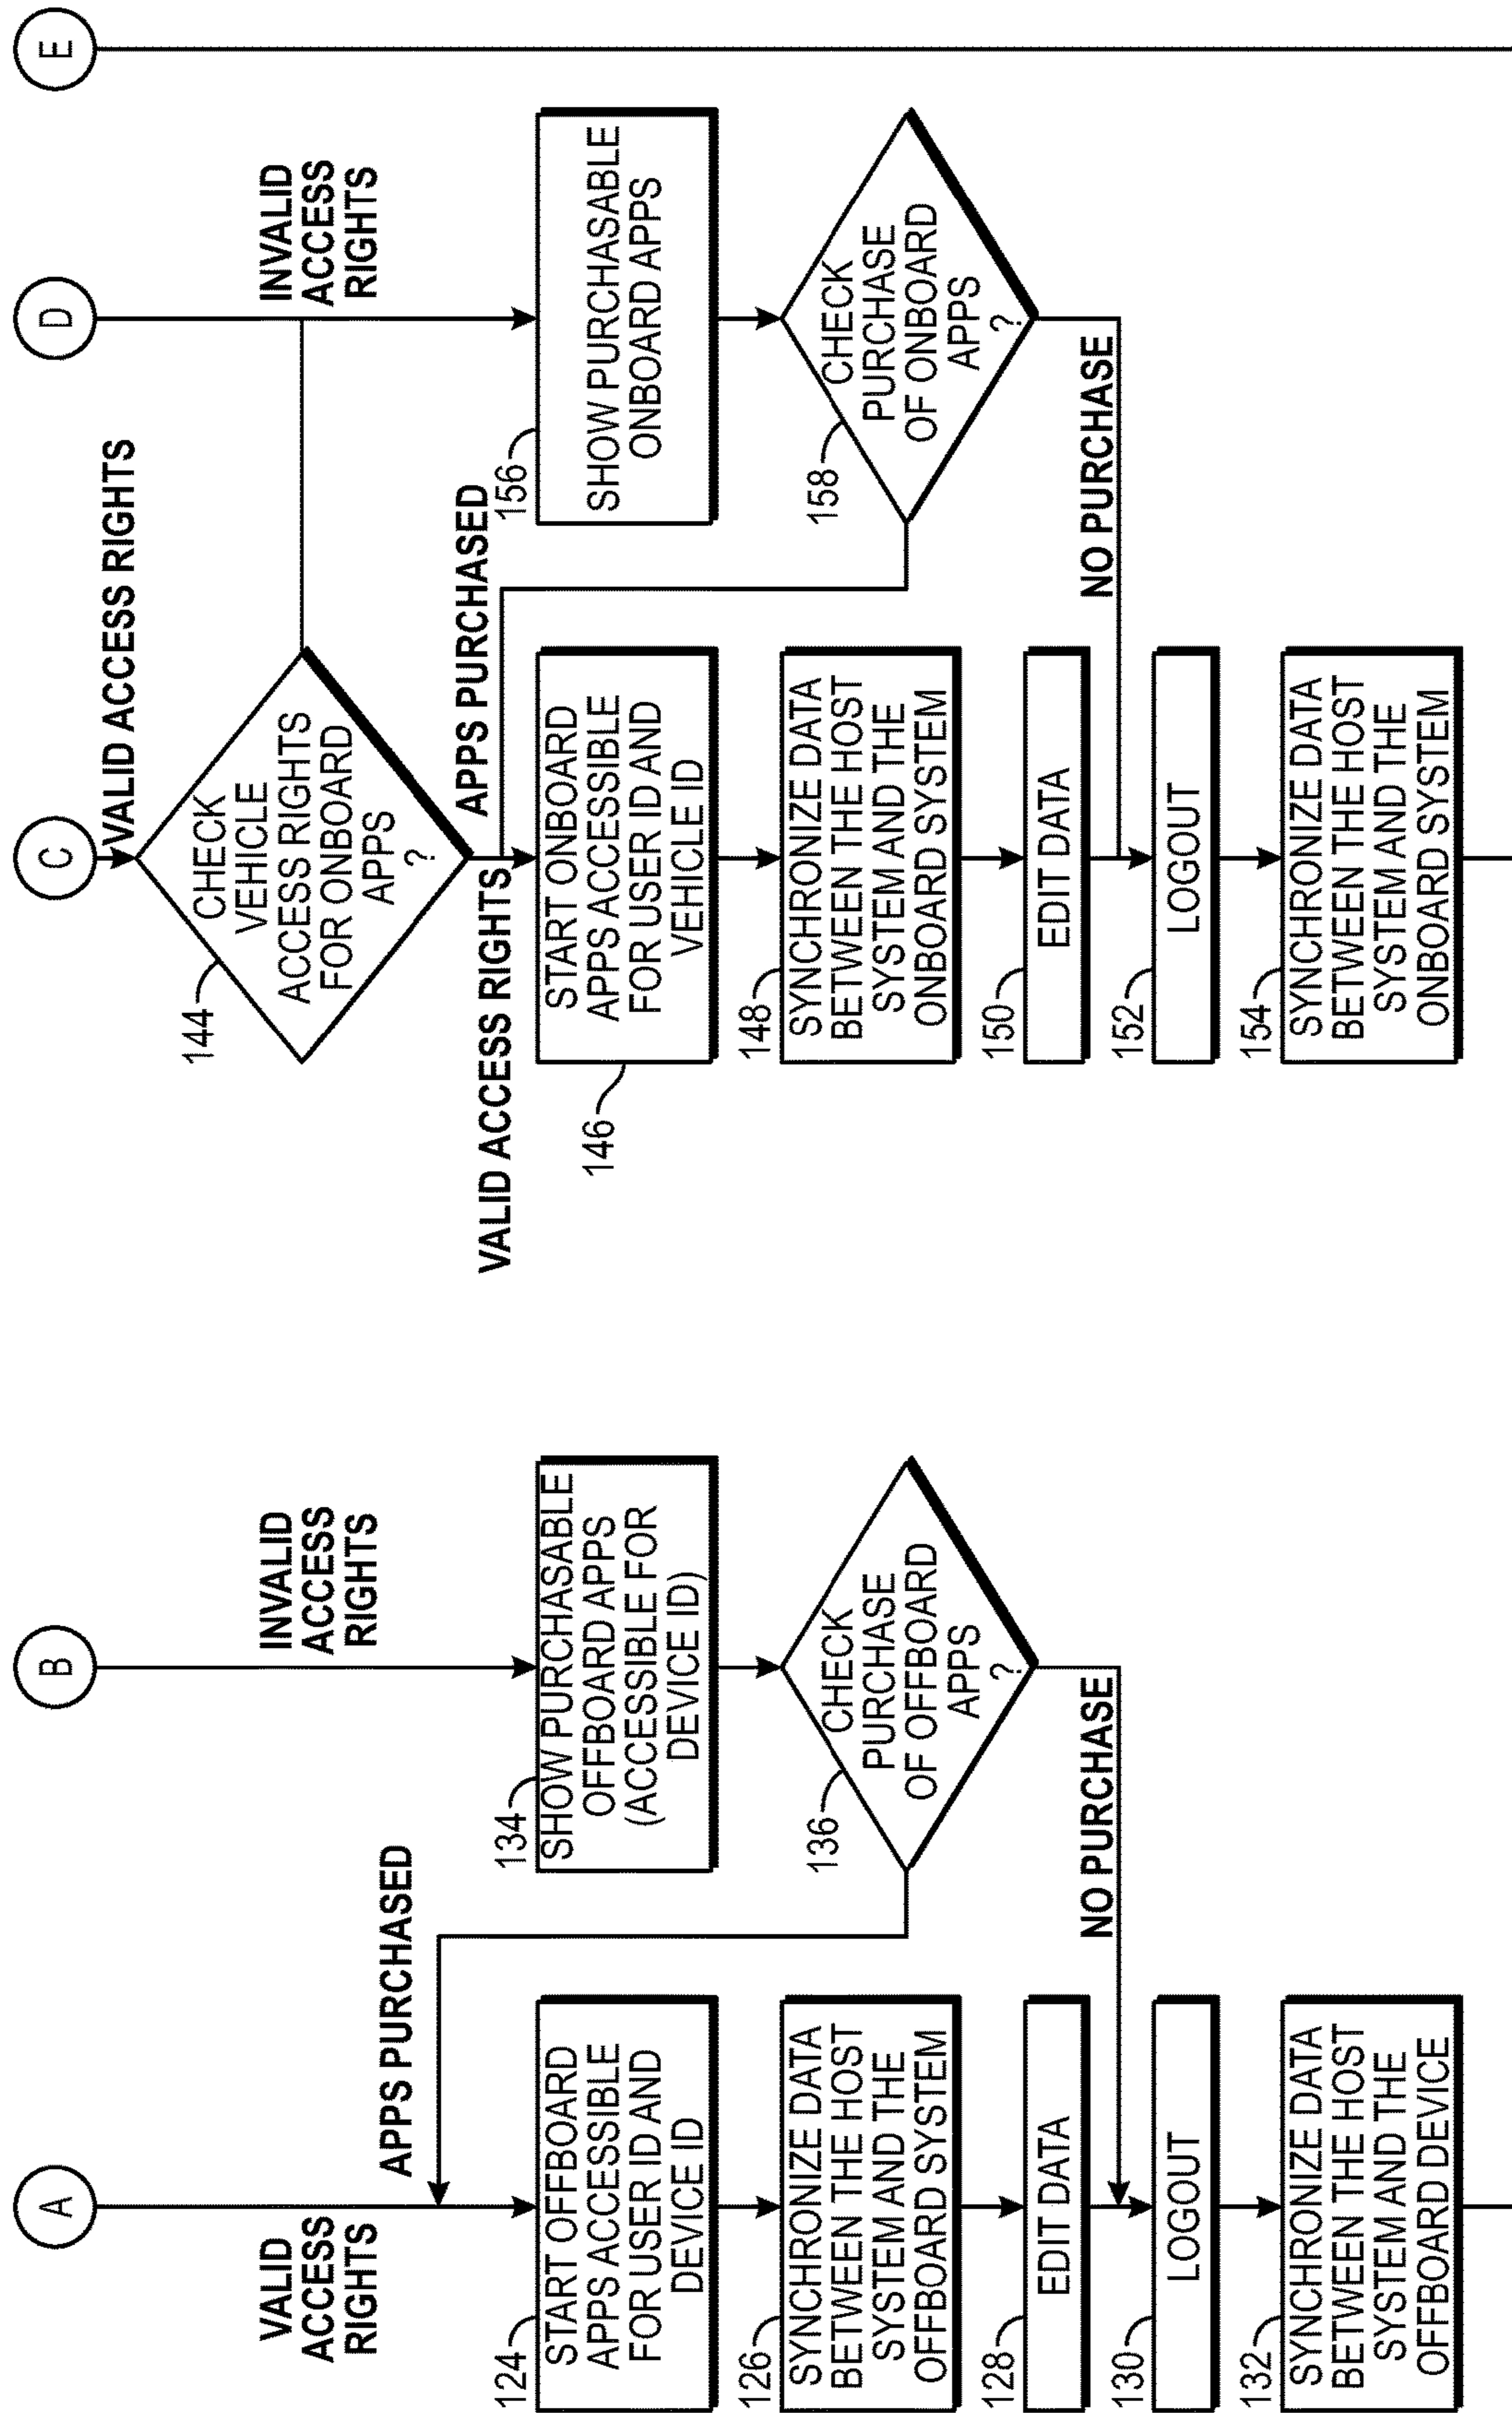 A
B
C
D
E
VALID
ACCESS
RIGHTS
APPS PURCHASED
INVALID
ACCESS
RIGHTS
124
START OFFBOARD
APPS ACCESSIBLE
FOR USER ID AND
DEVICE ID
134
SHOW PURCHASABLE
OFFBOARD APPS
(ACCESSIBLE FOR
DEVICE ID)
126
SYNCHRONIZE DATA
BETWEEN THE HOST
SYSTEM AND THE
OFFBOARD SYSTEM
136
CHECK
PURCHASE
OF OFFBOARD
APPS
?
128
EDIT DATA
NO PURCHASE
130
LOGOUT
132
SYNCHRONIZE DATA
BETWEEN THE HOST
SYSTEM AND THE
OFFBOARD DEVICE
VALID ACCESS RIGHTS
144
CHECK
VEHICLE
ACCESS RIGHTS
FOR ONBOARD
APPS
?
INVALID
ACCESS
RIGHTS
VALID ACCESS RIGHTS
APPS PURCHASED
146
START ONBOARD
APPS ACCESSIBLE
FOR USER ID AND
VEHICLE ID
156
SHOW PURCHASABLE
ONBOARD APPS
148
SYNCHRONIZE DATA
BETWEEN THE HOST
SYSTEM AND THE
ONBOARD SYSTEM
158
CHECK
PURCHASE
OF ONBOARD
APPS
?
150
EDIT DATA
NO PURCHASE
152
LOGOUT
154
SYNCHRONIZE DATA
BETWEEN THE HOST
SYSTEM AND THE
ONBOARD SYSTEM